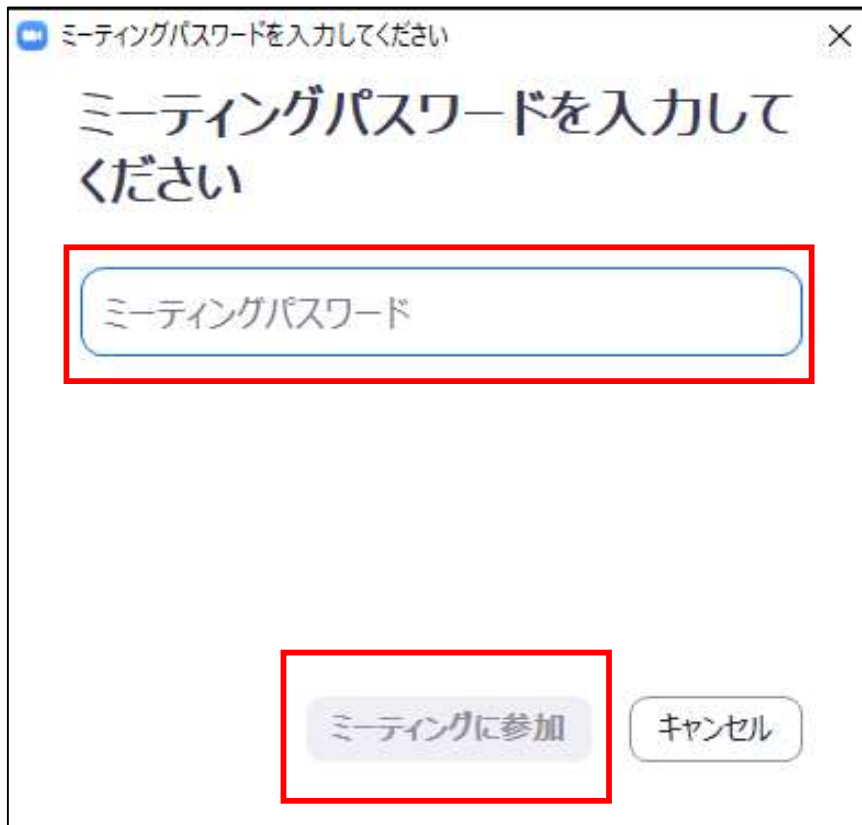 ミーティングパスワードを入力してください
ミーティングパスワードを入力して
ください
ミーティングパスワード
ミーティングに参加
キャンセル